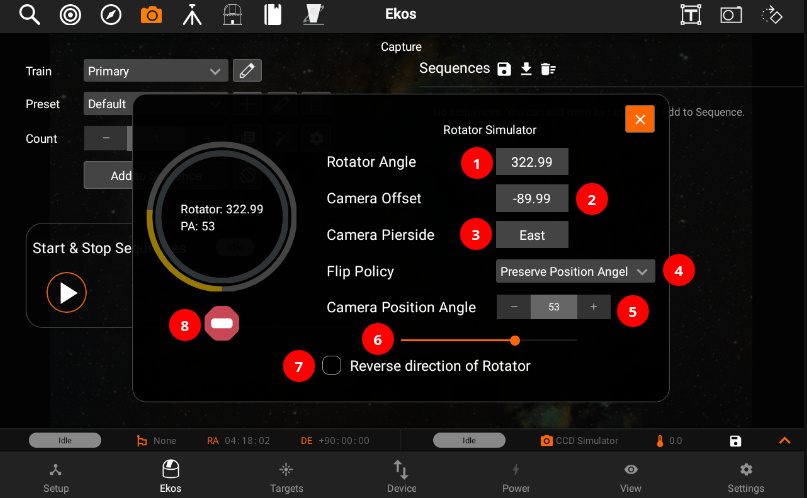 Ekos
Capture
Train Primary
Sequences
Preset Default
dd to Sequence.
Rotator Simulator
Count -
Rotator Angle 1 322.99
Add to Sequence
Camera Offset -89.99 2
Rotator: 322.99
PA: 53
Camera Pierside 3 East
Start & Stop Sequences
Flip Policy Preserve Position Angel 4
Camera Position Angle - 53 + 5
8
6
7 Reverse direction of Rotator
Idle None RA 04:18:02 DE +90:00:00 Idle CCD Simulator 0.0
Setup Ekos Targets Device Power View Settings